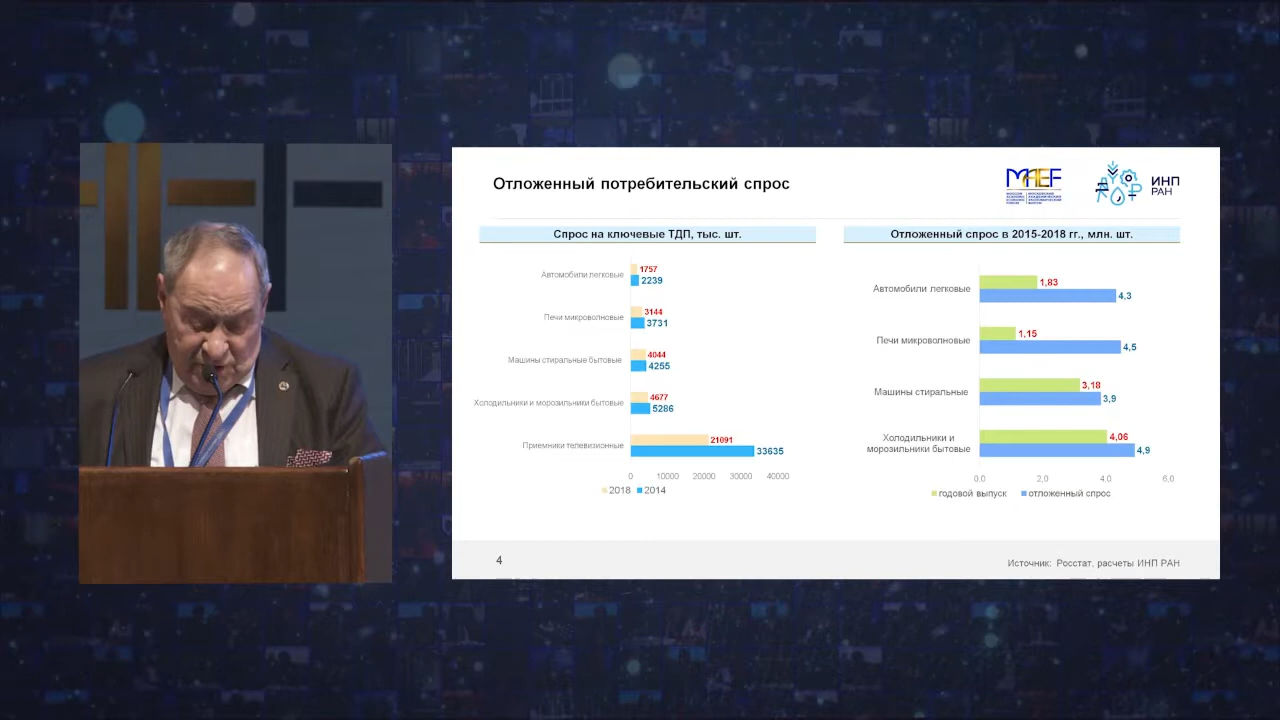 Отложенный потребительский спрос
MAEF
ИНП
РАН
Спрос на ключевые ТДП, тыс. шт.
Автомобили легковые
1757
2239
Печи микроволновые
3144
3731
Машины стиральные бытовые
4044
4255
Холодильники и морозильники бытовые
4677
5286
Приемники телевизионные
21091
33635
0 10000 20000 30000 40000
2018 2014
Отложенный спрос в 2015-2018 гг., млн. шт.
Автомобили легковые
1,83
4,3
Печи микроволновые
1,15
4,5
Машины стиральные
3,18
3,9
Холодильники и
морозильники бытовые
4,06
4,9
0,0 2,0 4,0 6,0
годовой выпуск отложенный спрос
4
Источник: Росстат, расчеты ИНП РАН